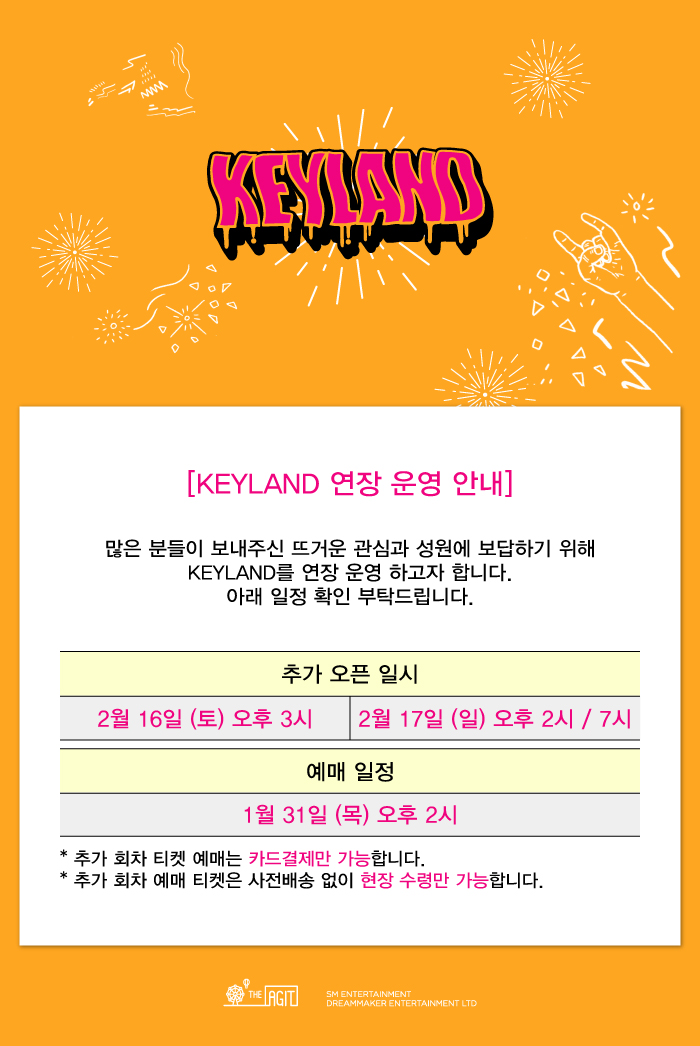 KEYLAND
[KEYLAND 연장 운영 안내]
많은 분들이 보내주신 뜨거운 관심과 성원에 보답하기 위해
KEYLAND를 연장 운영 하고자 합니다.
아래 일정 확인 부탁드립니다.
추가 오픈 일시
2월 16일 (토) 오후 3시
2월 17일 (일) 오후 2시 / 7시
예매 일정
1월 31일 (목) 오후 2시
* 추가 회차 티켓 예매는 카드결제만 가능합니다.
* 추가 회차 예매 티켓은 사전배송 없이 현장 수령만 가능합니다.
THE AGIT
SM ENTERTAINMENT
DREAMMAKER ENTERTAINMENT LTD